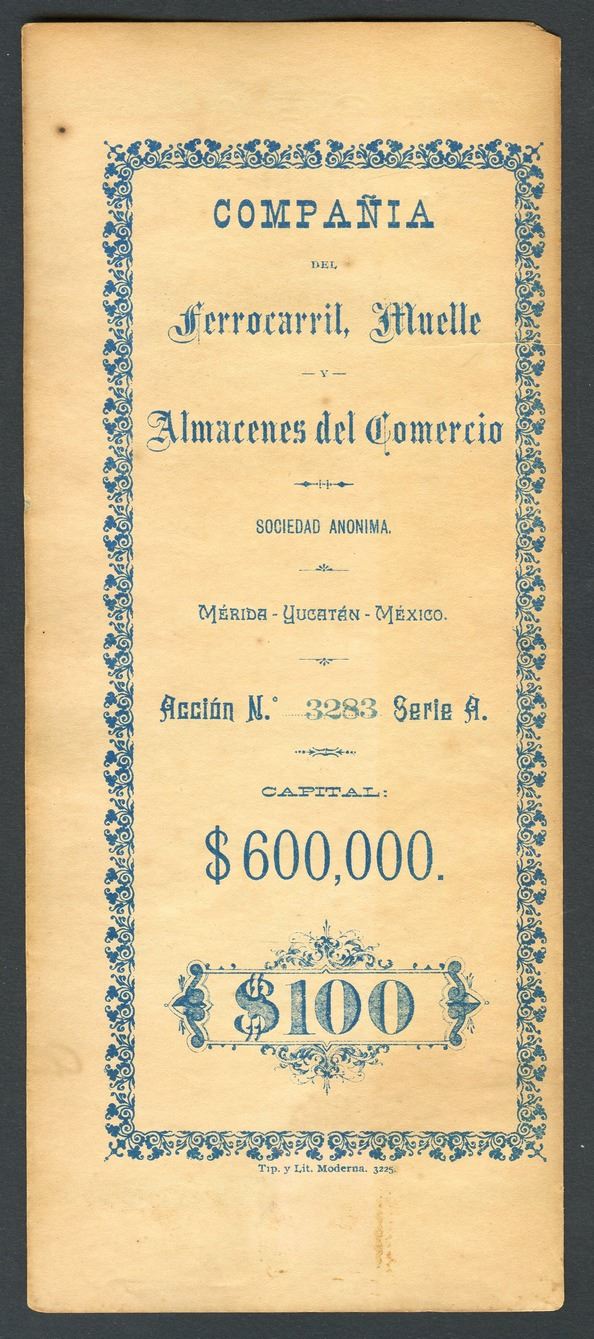 COMPAÑIA
DEL
Ferrocarril, Muelle
— Y —
Almacenes del Comercio
SOCIEDAD ANONIMA.
MÉRIDA - YUCATÁN - MÉXICO.
Acción N.° 3283 Serie A.
CAPITAL:
$600,000.
$100
Tip. y Lit. Moderna. 3225.